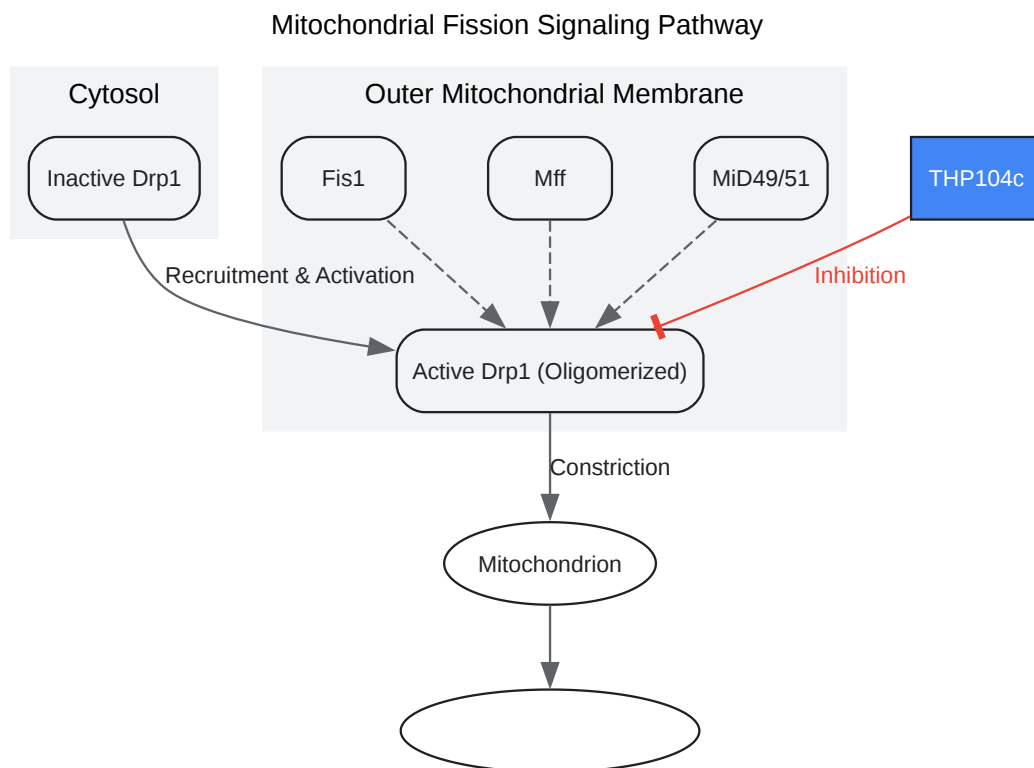 Mitochondrial Fission Signaling Pathway
Cytosol
Outer Mitochondrial Membrane
Inactive Drp1
Fis1
Mff
MiD49/51
THP104c
Recruitment & Activation
Inhibition
Active Drp1 (Oligomerized)
Constriction
Mitochondrion